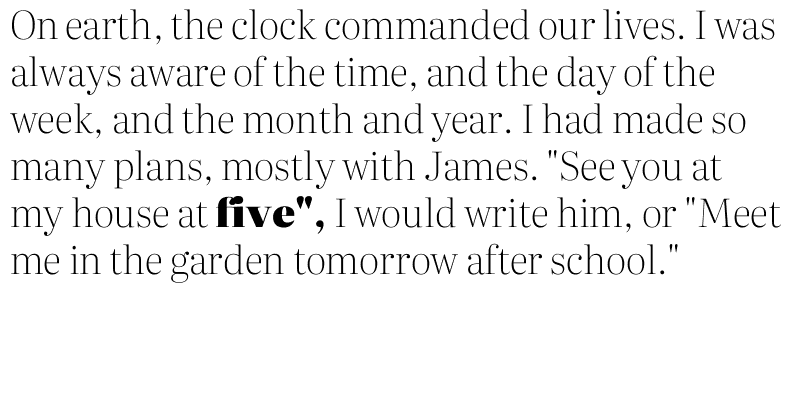 On earth, the clock commanded our lives. I was
always aware of the time, and the day of the
week, and the month and year. I had made so
many plans, mostly with James. "See you at
my house at five", I would write him, or "Meet
me in the garden tomorrow after school."